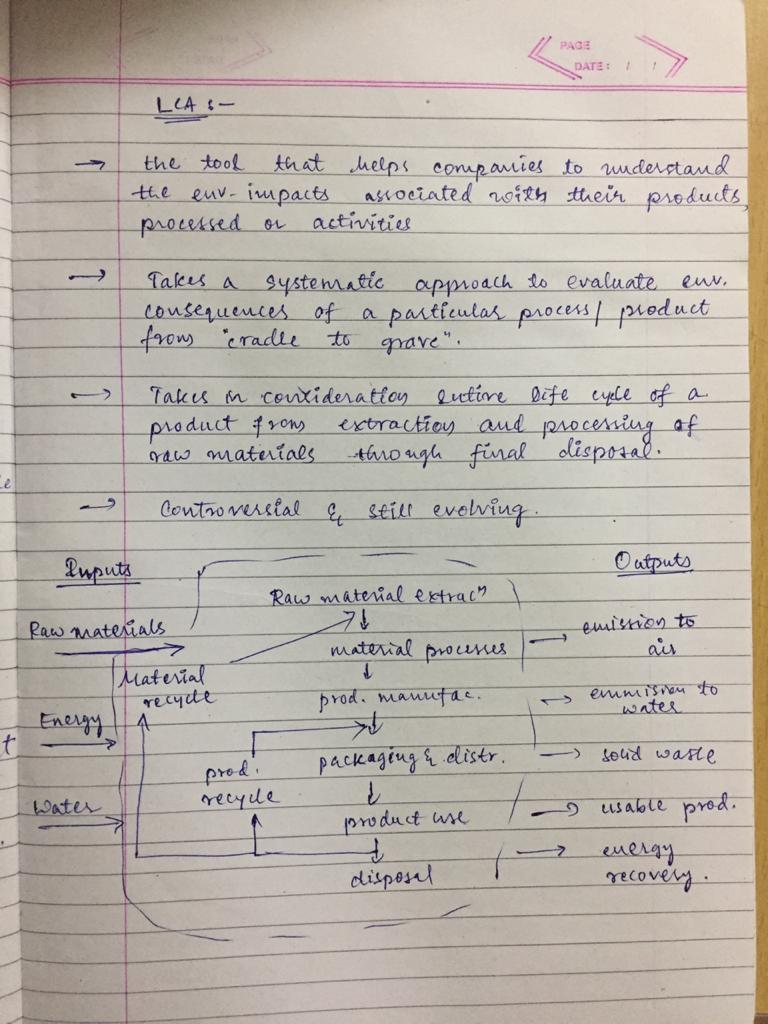 PAGE
DATE: / /
LCA :-
→ the tool that helps companies to understand
the env-impacts associated with their products,
processed or activities
→ Takes a systematic approach to evaluate env.
consequences of a particular process/ product
from "cradle to grave".
→ Takes in consideration entire life cycle of a
product from extraction and processing of
raw materials through final disposal.
→ Controversial & still evolving.
Inputs
Outputs
Raw material extracⁿ
Raw materials
emission to
air
material processes
Material
recycle
prod. manufac.
emmision to
water
Energy
packaging & distr.
solid waste
prod.
recycle
Water
product use
usable prod.
disposal
energy
recovery.